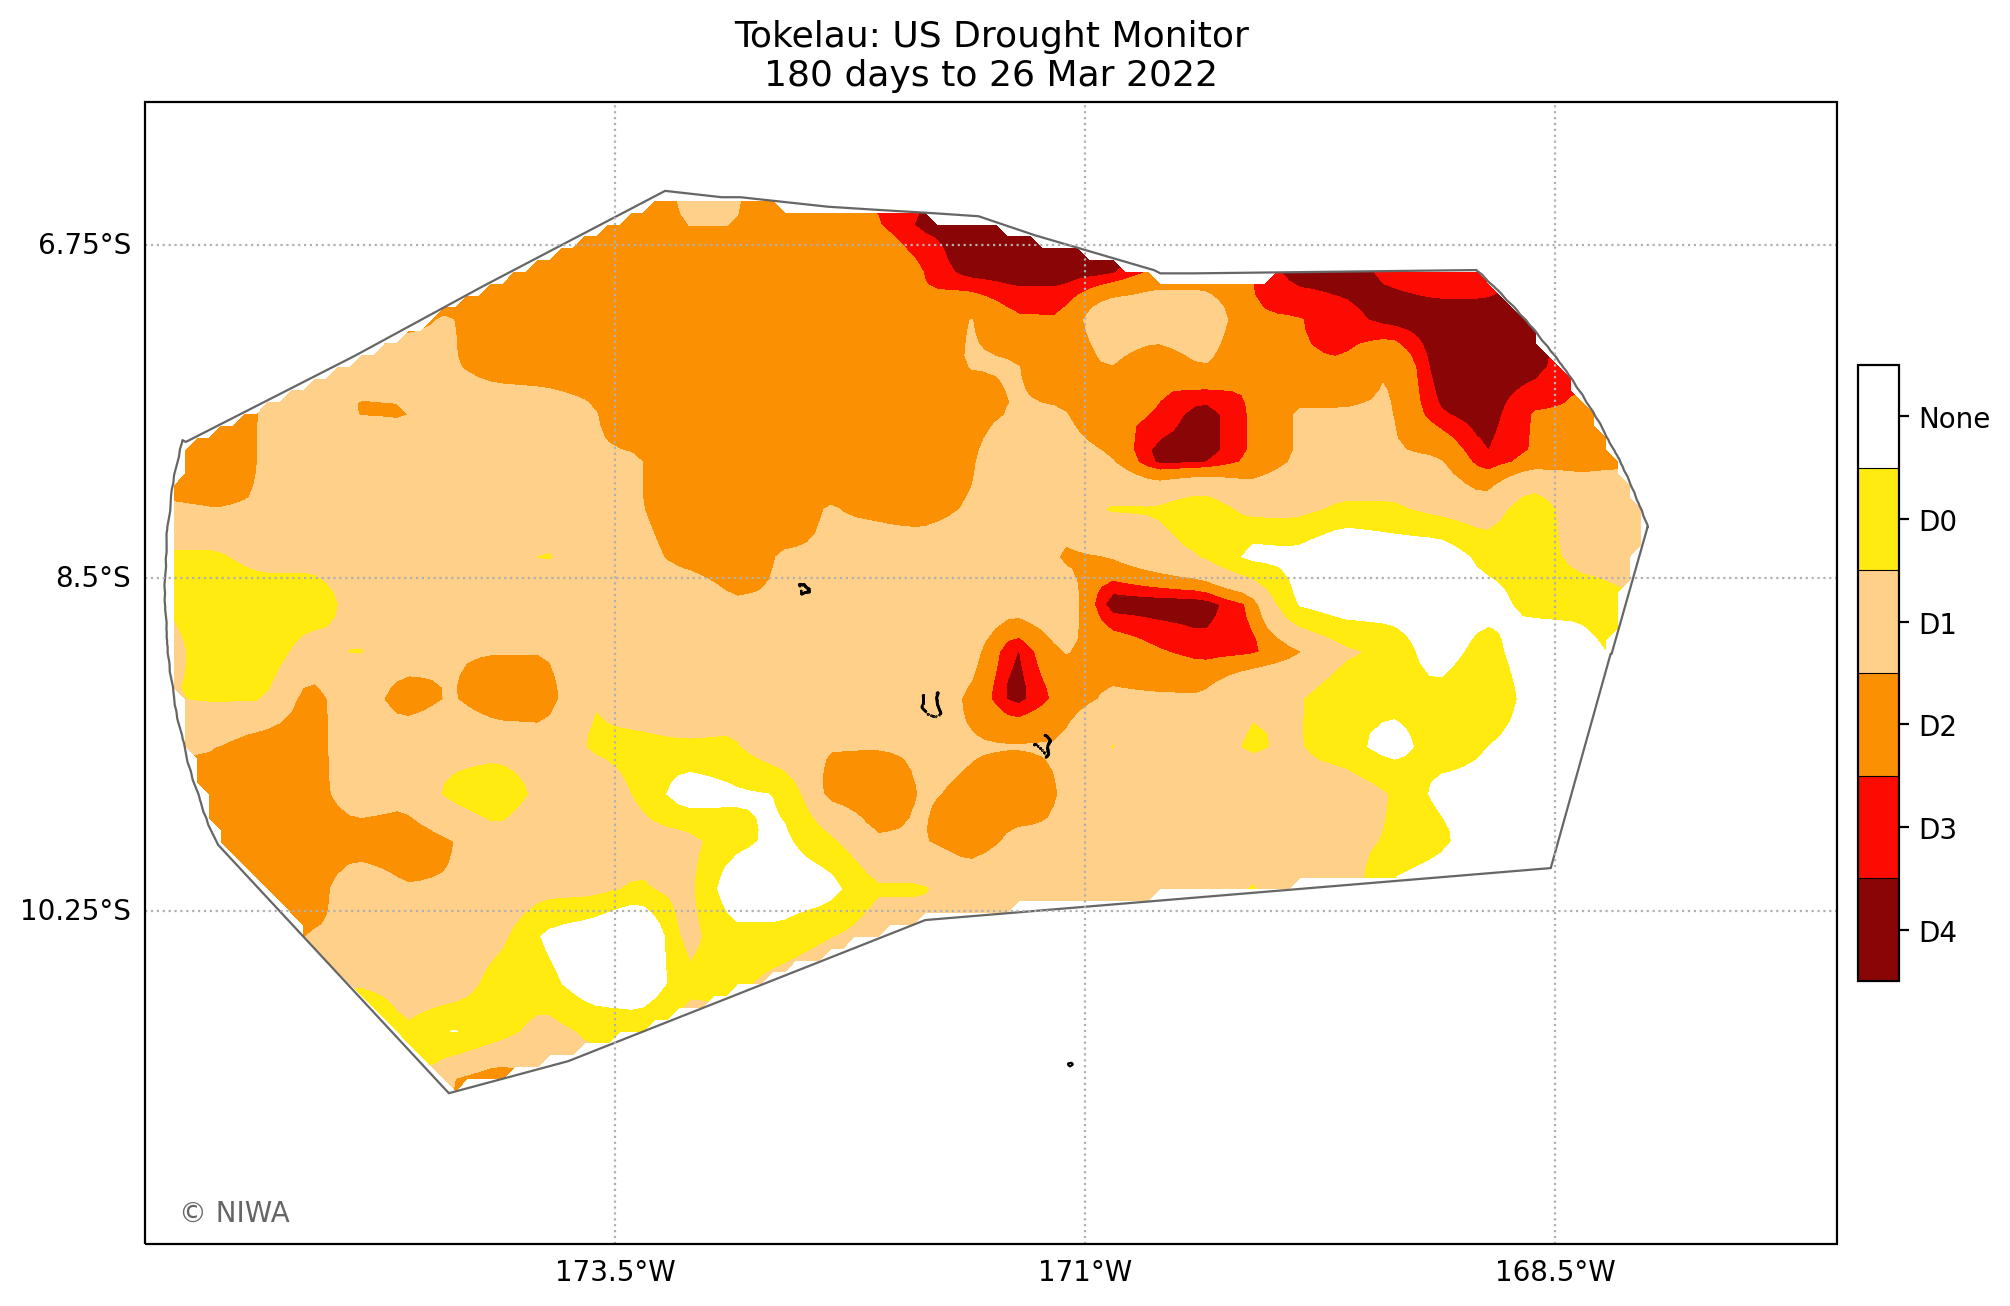 Tokelau: US Drought Monitor
180 days to 26 Mar 2022
6.75°S
8.5°S
10.25°S
173.5°W
171°W
168.5°W
None
D0
D1
D2
D3
D4
© NIWA